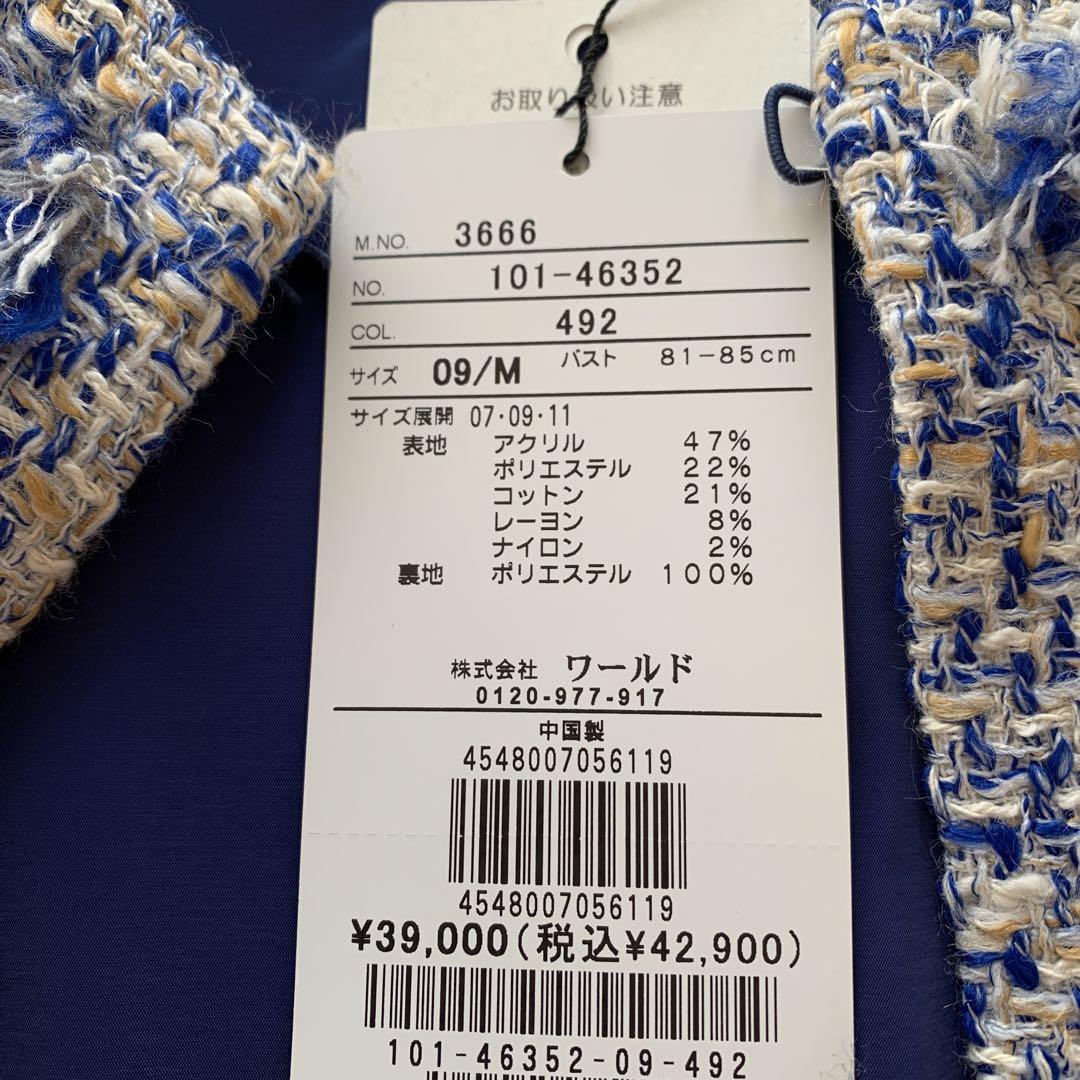 お取り扱い注意
M.NO. 3666
NO. 101-46352
COL. 492
サイズ 09/M バスト 81-85cm
サイズ展開 07・09・11
表地 アクリル 47%
ポリエステル 22%
コットン 21%
レーヨン 8%
ナイロン 2%
裏地 ポリエステル 100%
株式会社 ワールド
0120-977-917
中国製
4548007056119
4548007056119
¥39,000(税込¥42,900)
101-46352-09-492